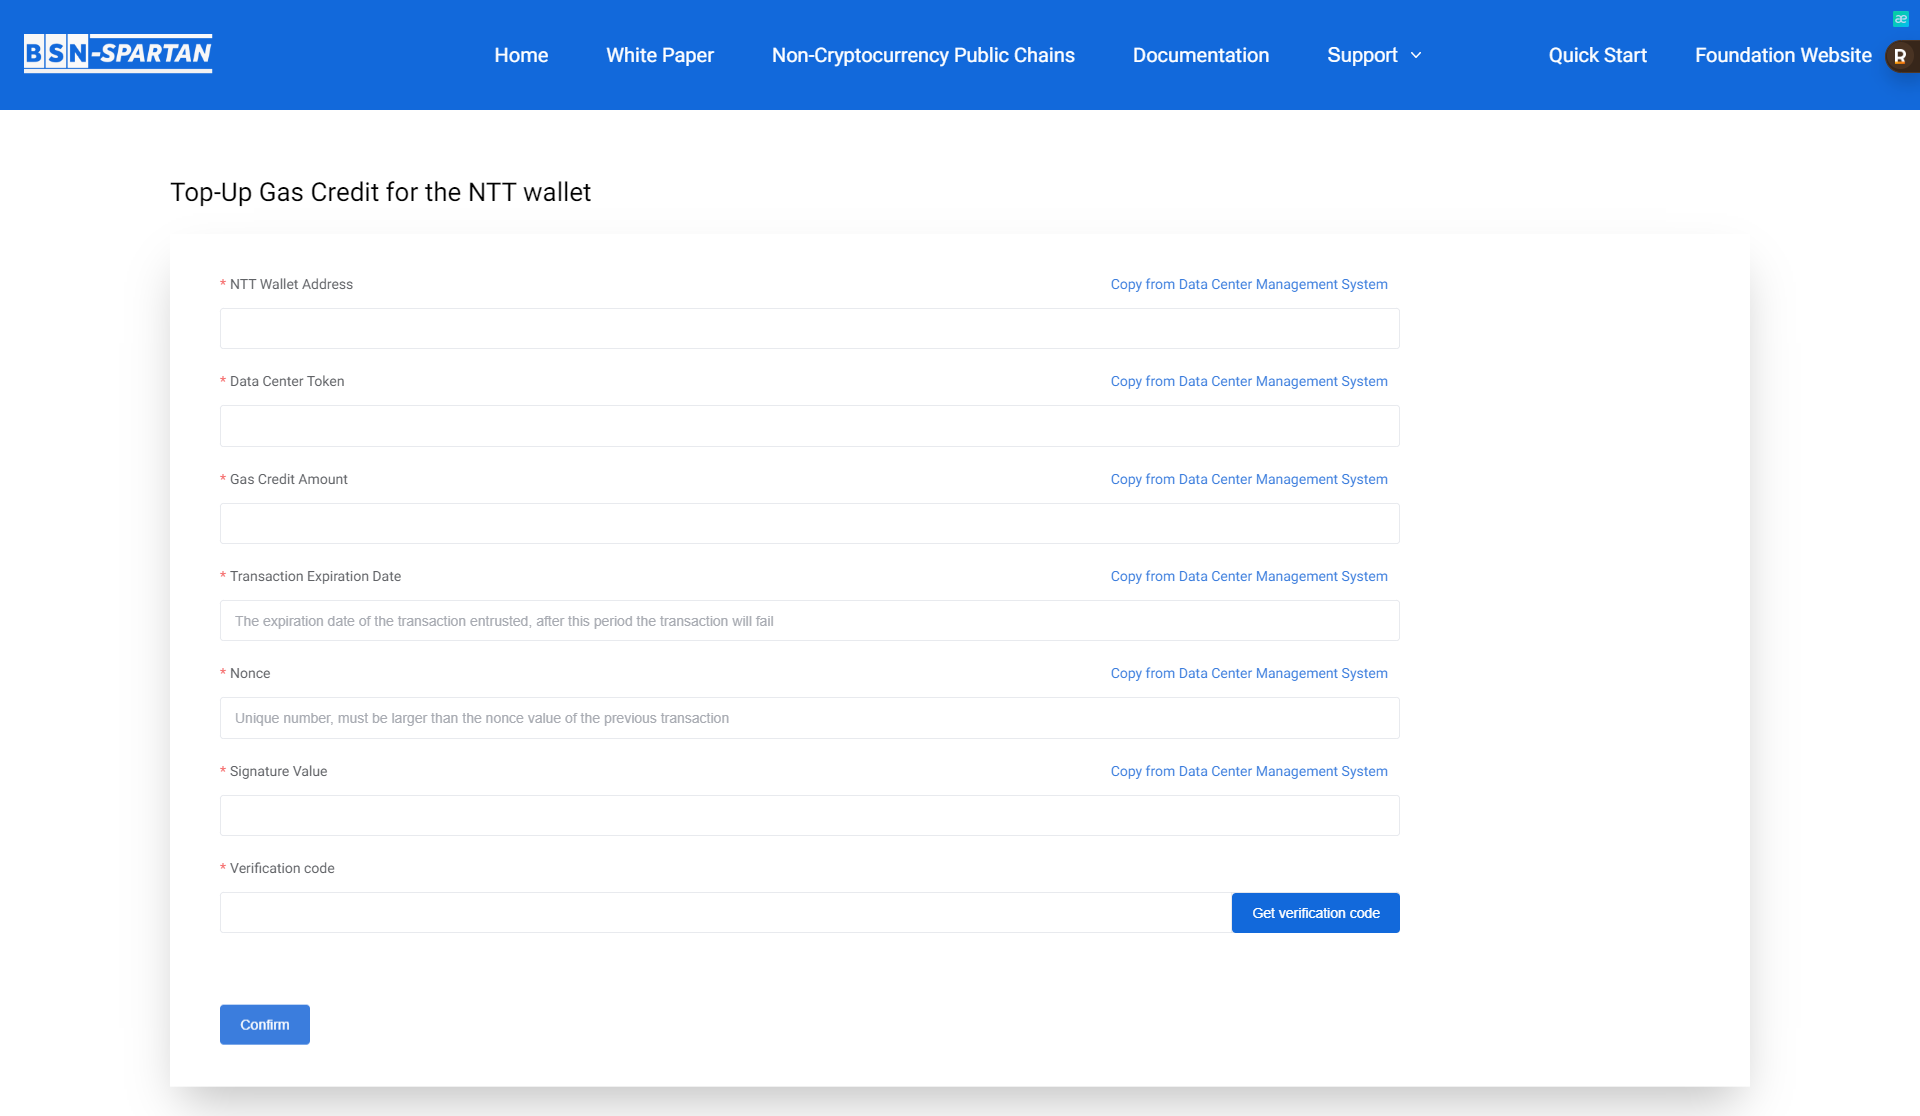 BSN-SPARTAN
Home
White Paper
Non-Cryptocurrency Public Chains
Documentation
Support
Quick Start
Foundation Website
æ
R
Top-Up Gas Credit for the NTT wallet
* NTT Wallet Address
Copy from Data Center Management System
* Data Center Token
Copy from Data Center Management System
* Gas Credit Amount
Copy from Data Center Management System
* Transaction Expiration Date
Copy from Data Center Management System
The expiration date of the transaction entrusted, after this period the transaction will fail
* Nonce
Copy from Data Center Management System
Unique number, must be larger than the nonce value of the previous transaction
* Signature Value
Copy from Data Center Management System
* Verification code
Get verification code
Confirm